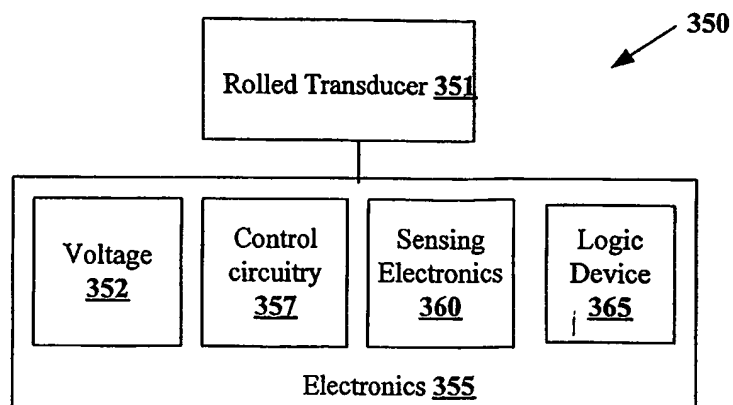 350
Rolled Transducer 351
Voltage
352
Control
circuitry
357
Sensing
Electronics
360
Logic
Device
365
Electronics 355